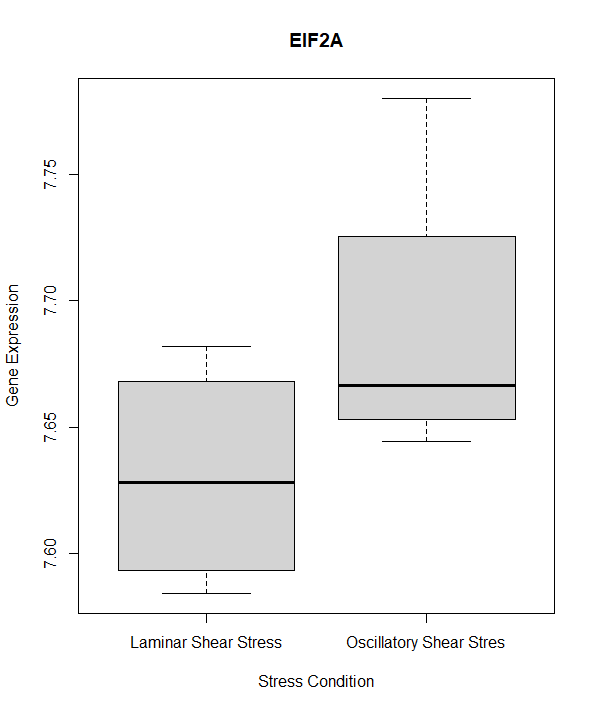 EIF2A
Gene Expression
7.75
7.70
7.65
7.60
Laminar Shear Stress
Oscillatory Shear Stres
Stress Condition